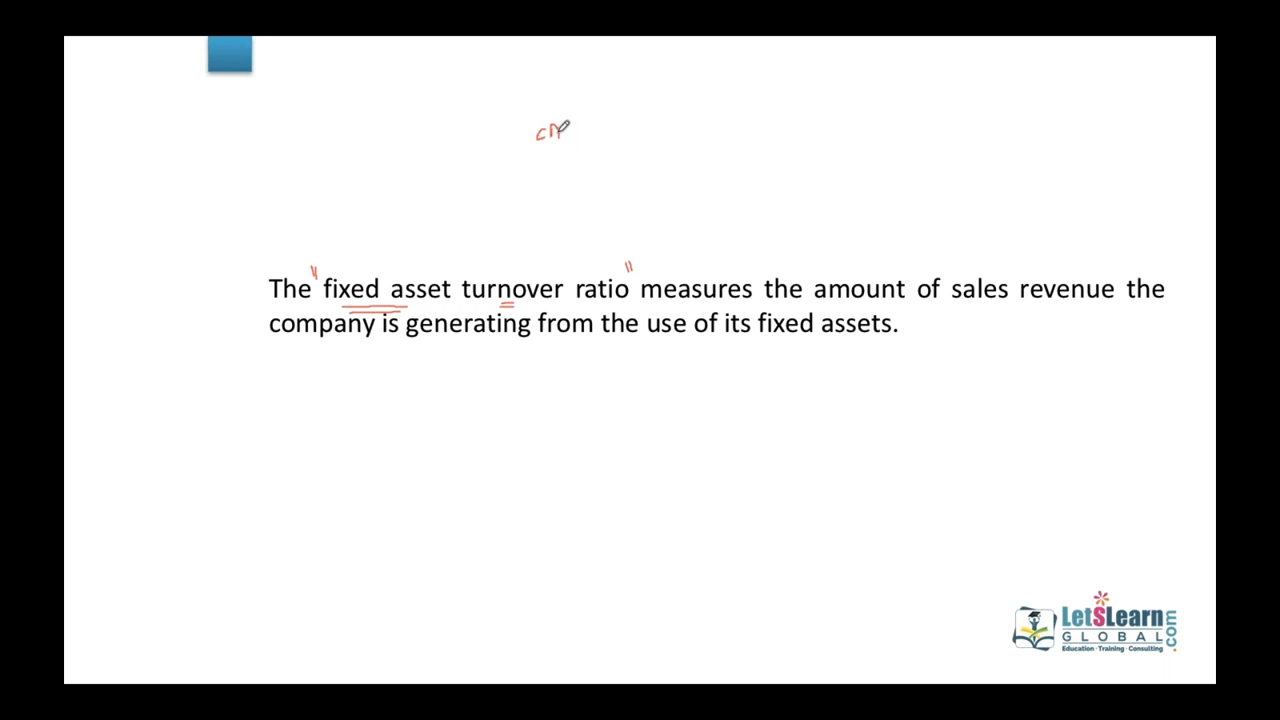 The "fixed asset turnover ratio" measures the amount of sales revenue the
company is generating from the use of its fixed assets.
LetSLearn
GLOBAL
.com
Education · Training · Consulting